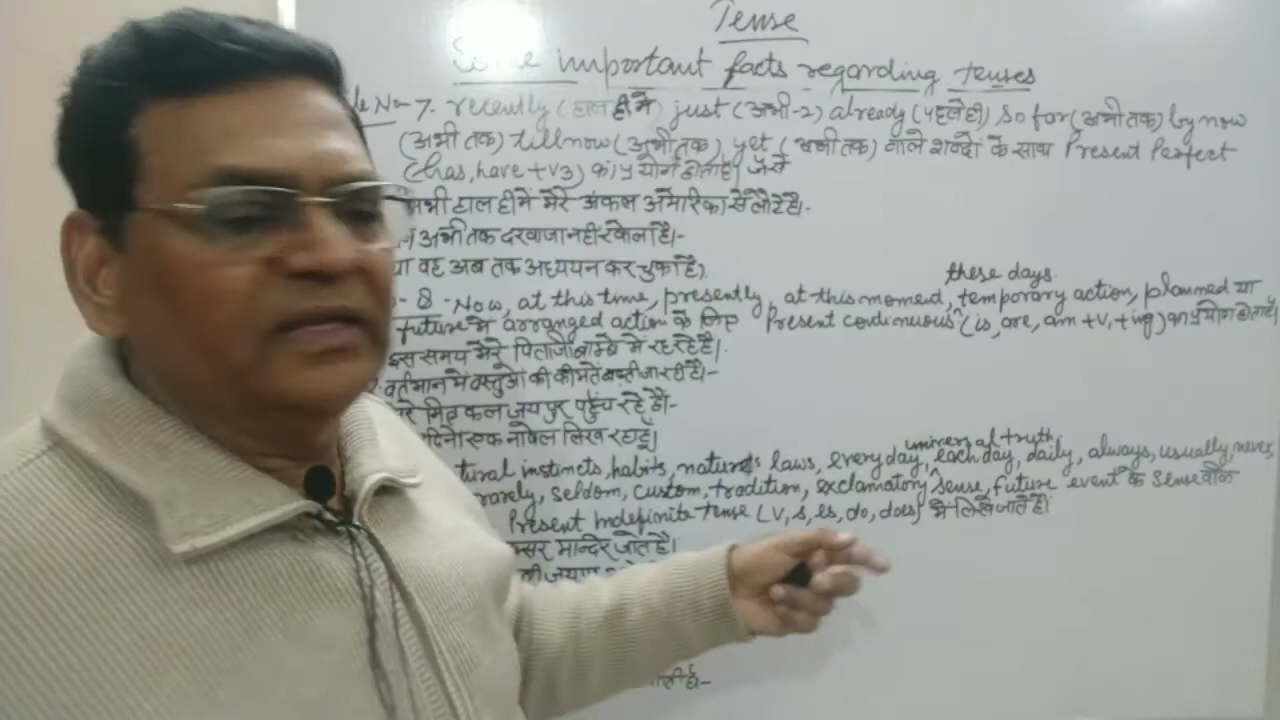 Tense
Some important facts regarding tenses
No 7. recently (हाल ही में) just (अभी-2) already (पहले ही) so far (अभी तक) by now
(अभी तक) till now (अभी तक) yet (अभी तक) वाले शब्दों के साथ Present Perfect
(has, have + v3) का प्रयोग होता है। जैसे
अभी हाल ही में मेरे अंकल अमेरिका से लौटे है।-
अभी तक दरवाजा नहीं खोला है।-
वह अब तक अध्ययन कर चुका है।
these days.
8. Now, at this time, presently, at this moment, temporary action, planned या
future में arranged action के लिए Present continuous (is, are, am + v1 + ing) का प्रयोग होता है।
इस समय मेरे पिताजी बाम्बे में रह रहे है।
वर्तमान में वस्तुओं की कीमतें बढ़ती जा रही है।-
मित्र कल जयपुर पहुंच रहे है।-
एक नोवेल लिख रहा हूँ।
universal truth
instincts, habits, nature's laws, everyday, each day, daily, always, usually, never,
rarely, seldom, custom, tradition, exclamatory sense, future event के sense वाले
Present Indefinite tense (v, s, es, do, does) में लिखे जाते है।
मन्दिर जाते है।